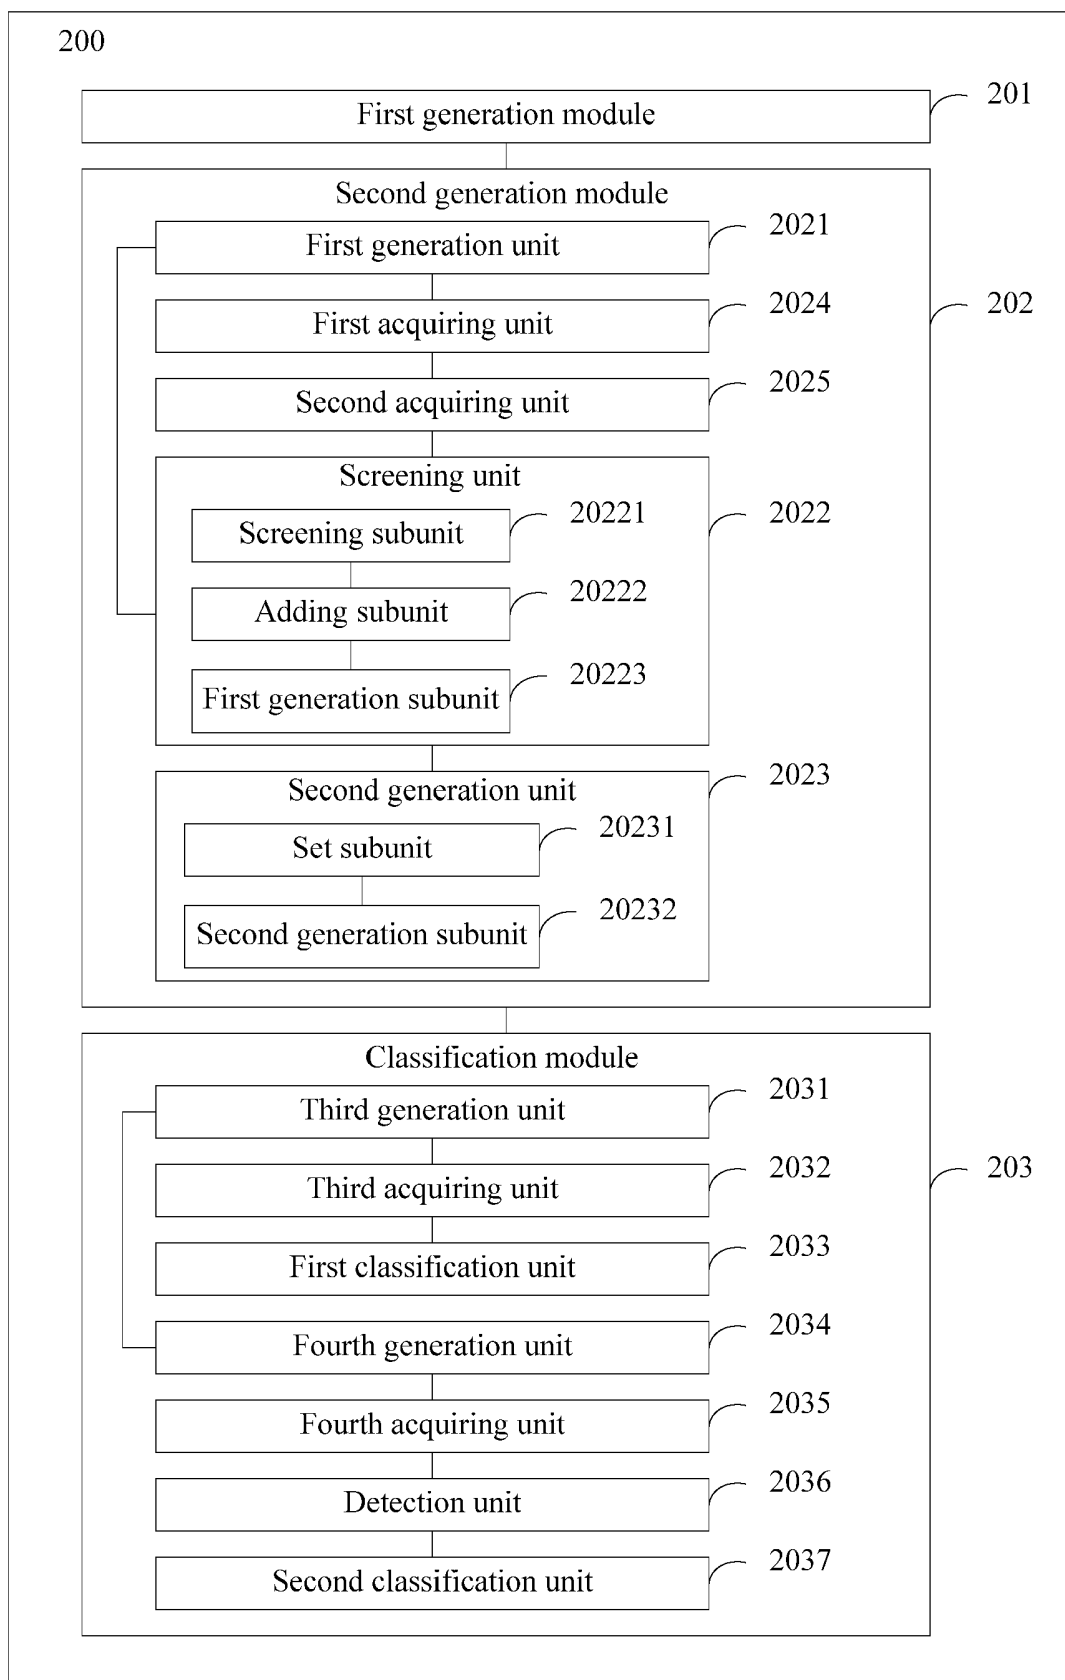 200
First generation module
201
Second generation module
First generation unit
2021
First acquiring unit
2024
202
Second acquiring unit
2025
Screening unit
2022
Screening subunit
20221
Adding subunit
20222
First generation subunit
20223
Second generation unit
2023
Set subunit
20231
Second generation subunit
20232
Classification module
Third generation unit
2031
Third acquiring unit
2032
203
First classification unit
2033
Fourth generation unit
2034
Fourth acquiring unit
2035
Detection unit
2036
Second classification unit
2037